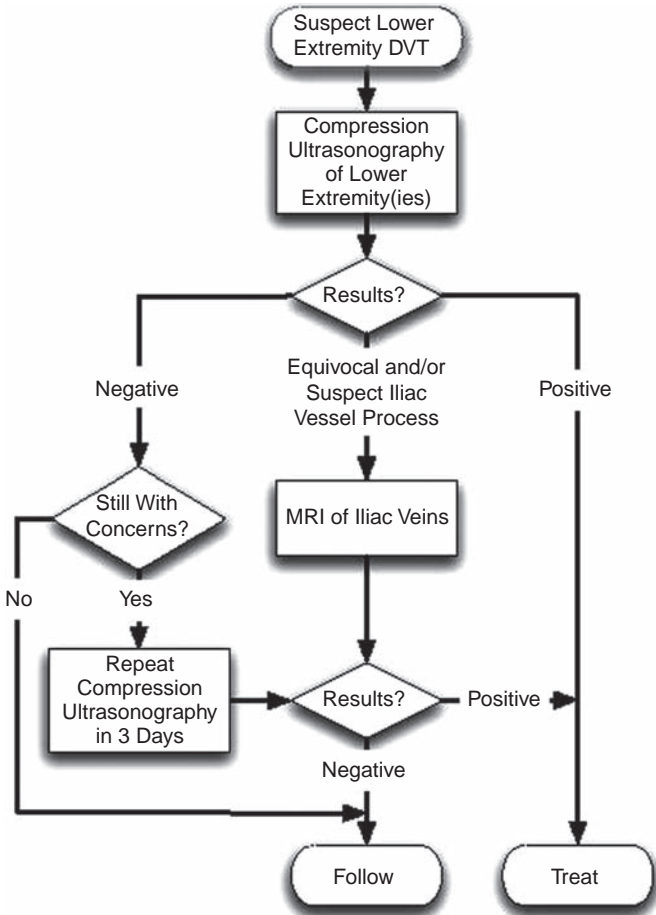 Suspect Lower
Extremity DVT
Compression
Ultrasonography
of Lower
Extremity(ies)
Results?
Negative
Equivocal and/or
Suspect Iliac
Vessel Process
Positive
Still With
Concerns?
MRI of Iliac Veins
No
Yes
Repeat
Compression
Ultrasonography
in 3 Days
Results?
Positive
Negative
Follow
Treat